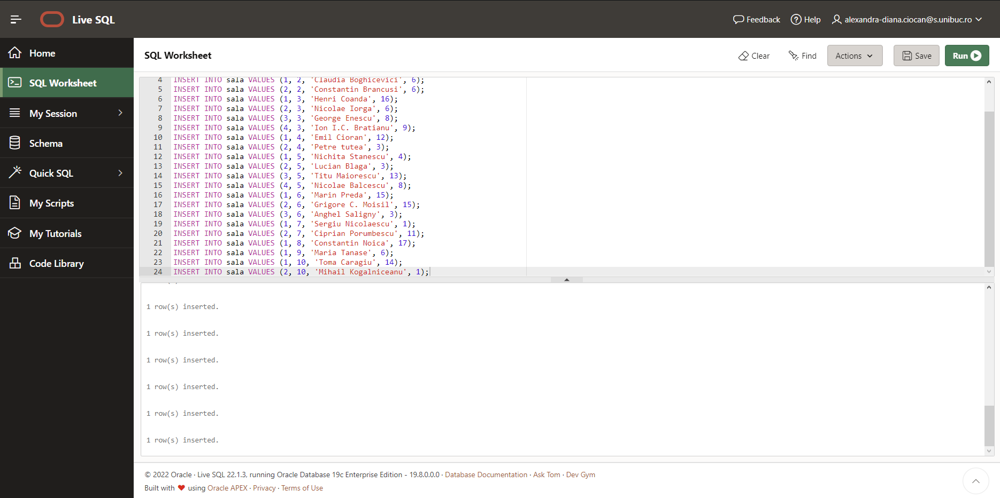 Live SQL
Feedback
Help
alexandra-diana.ciocan@s.unibuc.ro
Home
SQL Worksheet
My Session
Schema
Quick SQL
My Scripts
My Tutorials
Code Library
SQL Worksheet
Clear
Find
Actions
Save
Run
4 INSERT INTO sala VALUES (1, 2, 'Claudia Boghicevici', 6);
5 INSERT INTO sala VALUES (2, 2, 'Constantin Brancusi', 6);
6 INSERT INTO sala VALUES (1, 3, 'Henri Coanda', 16);
7 INSERT INTO sala VALUES (2, 3, 'Nicolae Iorga', 6);
8 INSERT INTO sala VALUES (3, 3, 'George Enescu', 8);
9 INSERT INTO sala VALUES (4, 3, 'Ion I.C. Bratianu', 9);
10 INSERT INTO sala VALUES (1, 4, 'Emil Cioran', 12);
11 INSERT INTO sala VALUES (2, 4, 'Petre tutea', 3);
12 INSERT INTO sala VALUES (1, 5, 'Nichita Stanescu', 4);
13 INSERT INTO sala VALUES (2, 5, 'Lucian Blaga', 3);
14 INSERT INTO sala VALUES (3, 5, 'Titu Maiorescu', 13);
15 INSERT INTO sala VALUES (4, 5, 'Nicolae Balcescu', 8);
16 INSERT INTO sala VALUES (1, 6, 'Marin Preda', 15);
17 INSERT INTO sala VALUES (2, 6, 'Grigore C. Moisil', 15);
18 INSERT INTO sala VALUES (3, 6, 'Anghel Saligny', 3);
19 INSERT INTO sala VALUES (1, 7, 'Sergiu Nicolaescu', 1);
20 INSERT INTO sala VALUES (2, 7, 'Ciprian Porumbescu', 11);
21 INSERT INTO sala VALUES (1, 8, 'Constantin Noica', 17);
22 INSERT INTO sala VALUES (1, 9, 'Maria Tanase', 6);
23 INSERT INTO sala VALUES (1, 10, 'Toma Caragiu', 14);
24 INSERT INTO sala VALUES (2, 10, 'Mihail Kogalniceanu', 1);
1 row(s) inserted.
1 row(s) inserted.
1 row(s) inserted.
1 row(s) inserted.
1 row(s) inserted.
1 row(s) inserted.
© 2022 Oracle · Live SQL 22.1.3, running Oracle Database 19c Enterprise Edition - 19.8.0.0.0 · Database Documentation · Ask Tom · Dev Gym
Built with ❤ using Oracle APEX · Privacy · Terms of Use